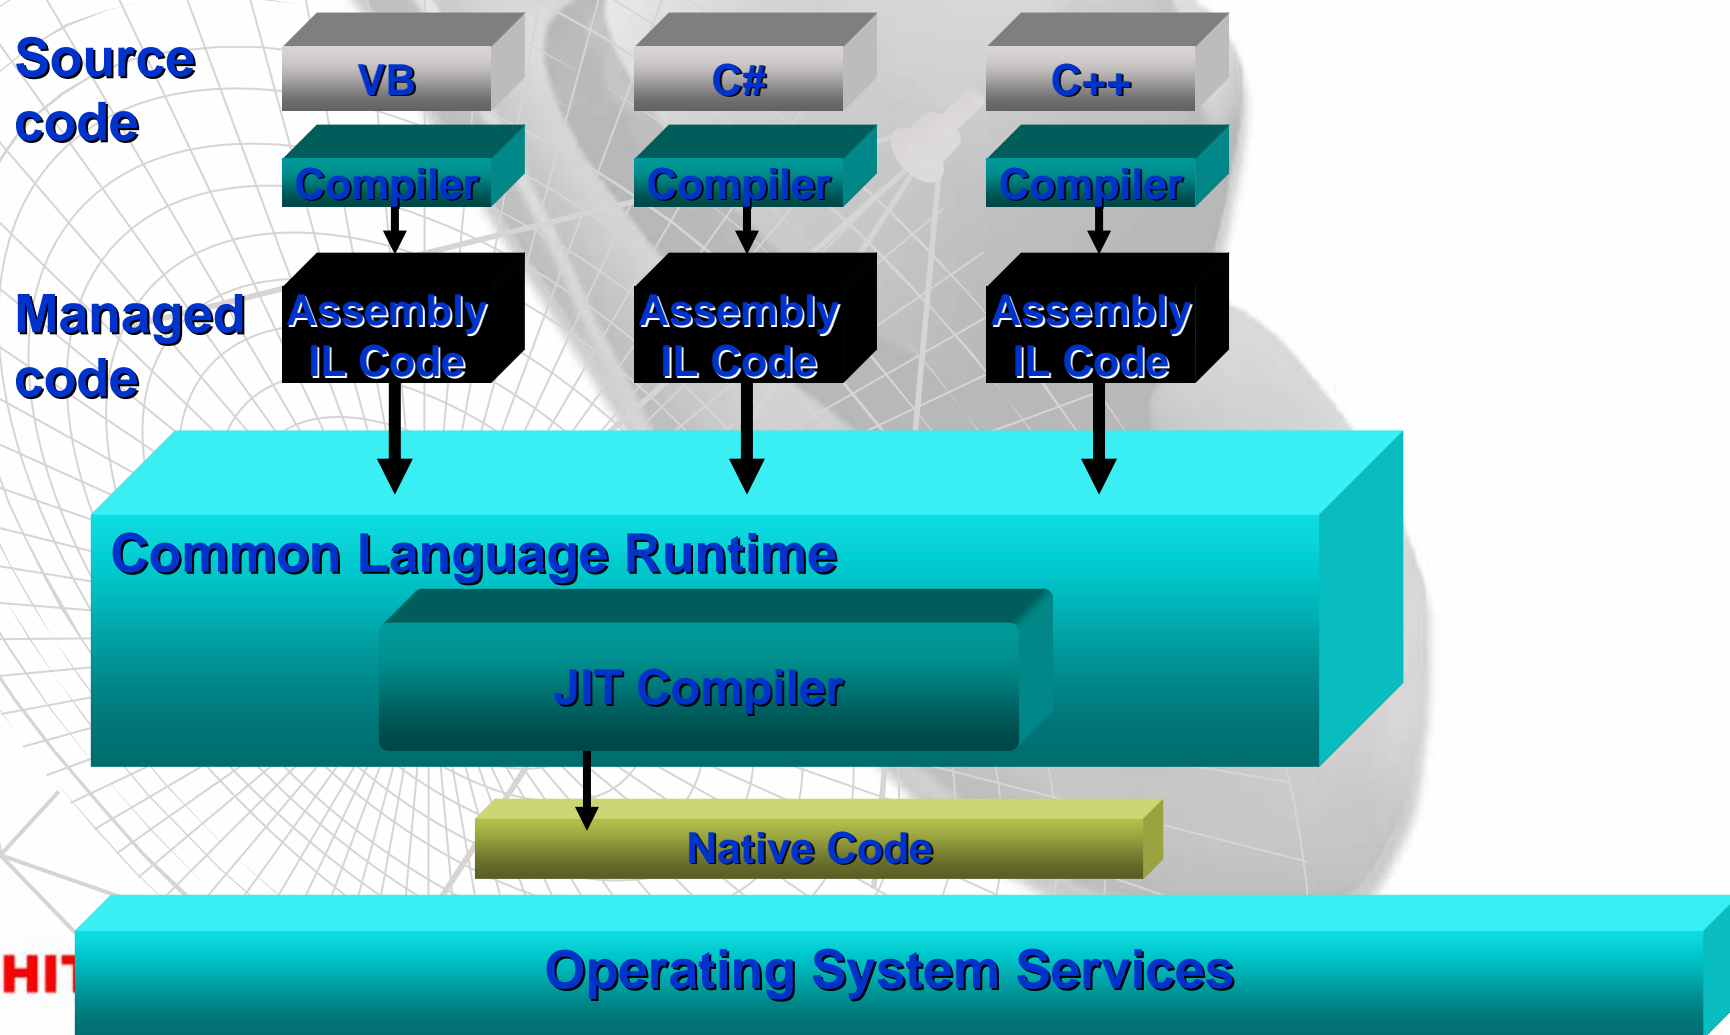 Source
code
VB
C#
C++
Compiler
Compiler
Compiler
Managed
code
Assembly
IL Code
Assembly
IL Code
Assembly
IL Code
Common Language Runtime
JIT Compiler
Native Code
Operating System Services